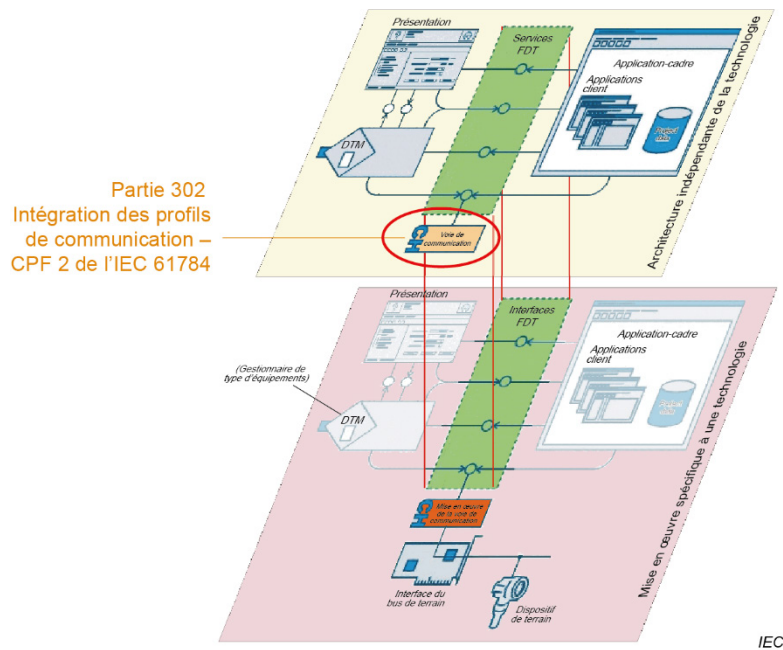 Présentation
Services
FDT
Application-cadre
Applications
client
DTM
Voie de
communication
Architecture indépendante de la technologie
Partie 302
Intégration des profils
de communication –
CPF 2 de l'IEC 61784
Présentation
Interfaces
FDT
Application-cadre
Applications
client
(Gestionnaire de
type d'équipements)
DTM
Mise en œuvre
de la voie de
communication
Interface du
bus de terrain
Dispositif
de terrain
Mise en œuvre spécifique à une technologie
IEC